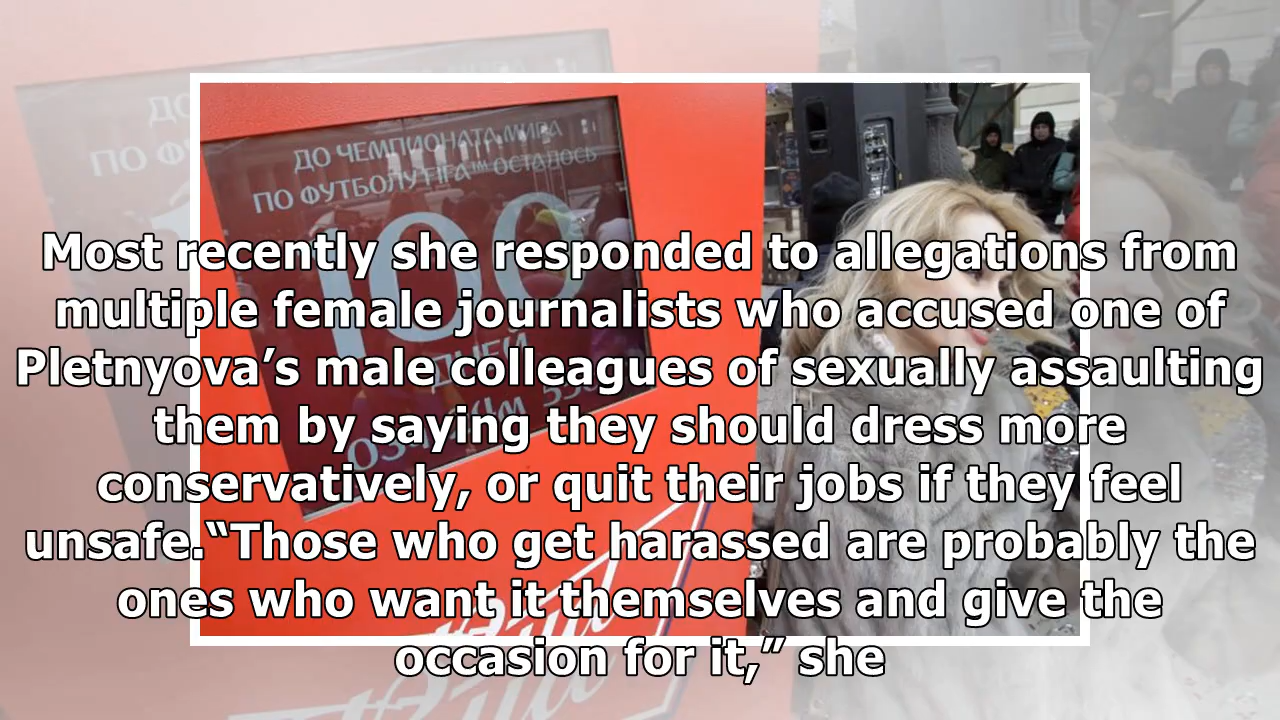 ДО ЧЕМПИОНАТА МИРА
ПО ФУТБОЛУ FIFA™ ОСТАЛОСЬ
100
ДНЕЙ
Most recently she responded to allegations from
multiple female journalists who accused one of
Pletnyova’s male colleagues of sexually assaulting
them by saying they should dress more
conservatively, or quit their jobs if they feel
unsafe.“Those who get harassed are probably the
ones who want it themselves and give the
occasion for it,” she